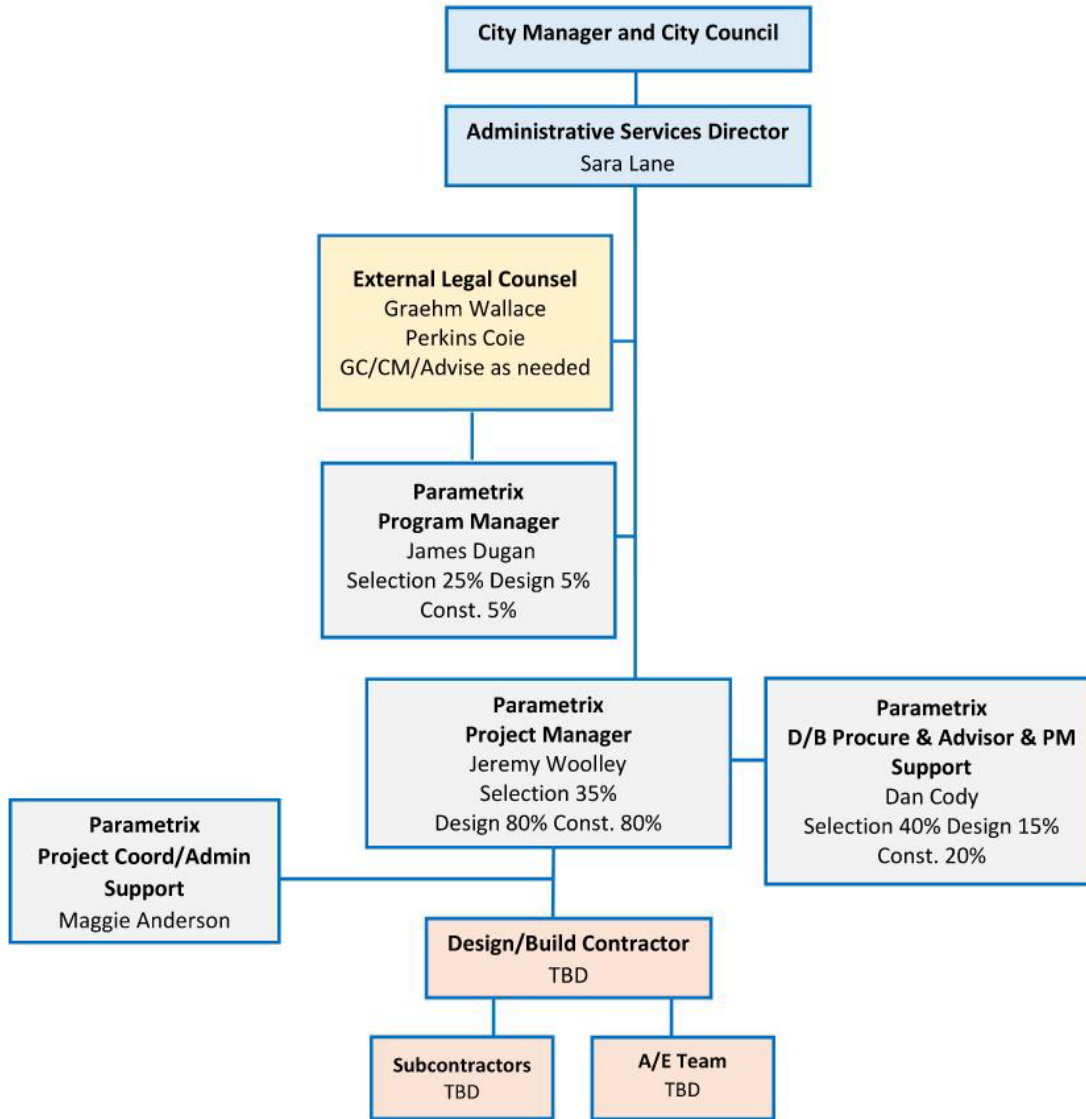 City Manager and City Council
Administrative Services Director
Sara Lane
External Legal Counsel
Graehm Wallace
Perkins Coie
GC/CM/Advise as needed
Parametrix
Program Manager
James Dugan
Selection 25% Design 5%
Const. 5%
Parametrix
Project Manager
Jeremy Woolley
Selection 35%
Design 80% Const. 80%
Parametrix
D/B Procure & Advisor & PM
Support
Dan Cody
Selection 40% Design 15%
Const. 20%
Parametrix
Project Coord/Admin
Support
Maggie Anderson
Design/Build Contractor
TBD
Subcontractors
TBD
A/E Team
TBD